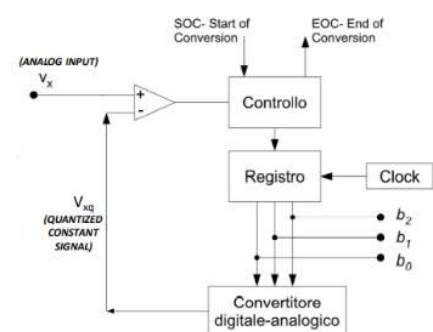 SOC- Start of
Conversion
EOC- End of
Conversion
(ANALOG INPUT)
Vx
+
-
Controllo
Registro
Clock
Vxq
(QUANTIZED
CONSTANT
SIGNAL)
b2
b1
b0
Convertitore
digitale-analogico